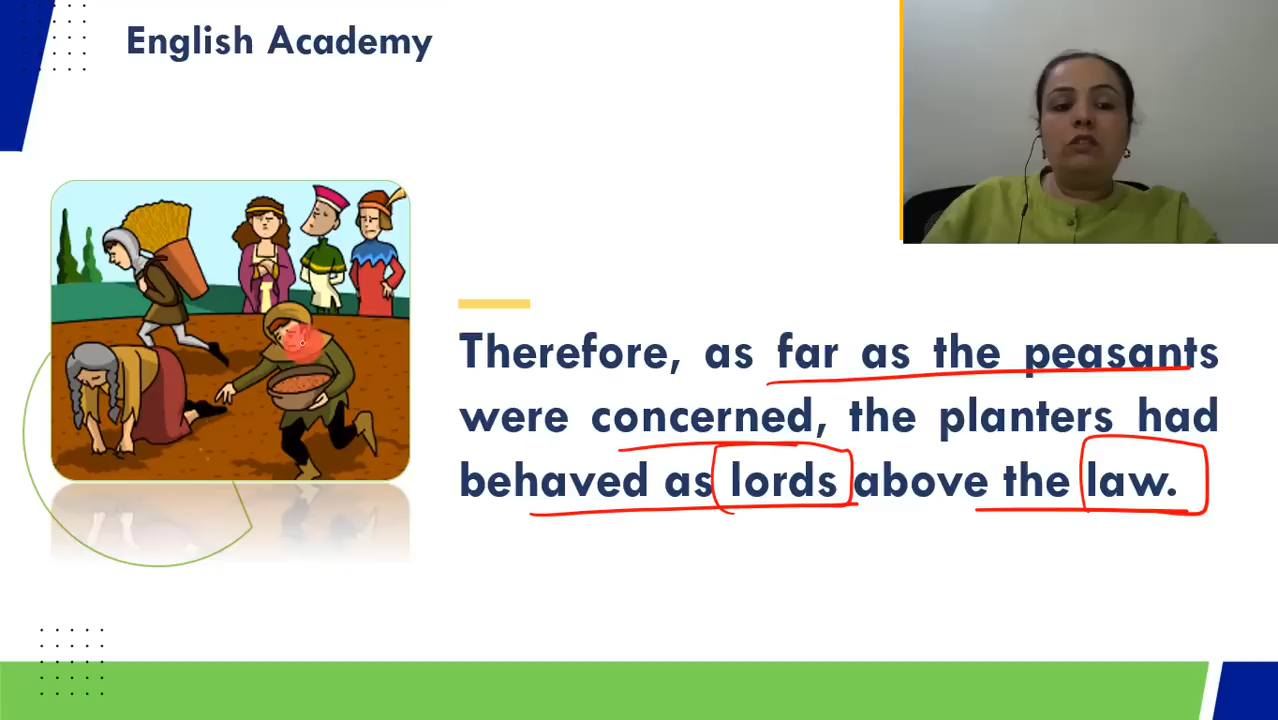 English Academy
Therefore, as far as the peasants
were concerned, the planters had
behaved as lords above the law.